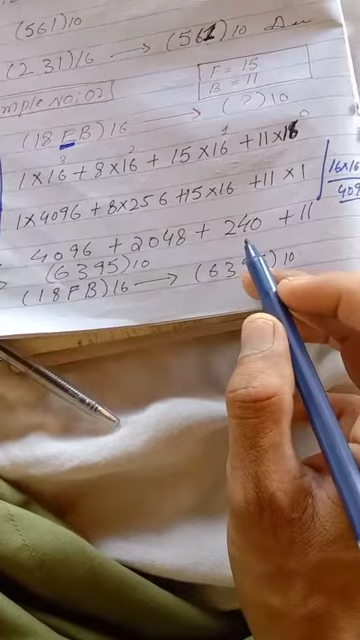 (561)10
(231)16 → (561)10 Ans
mple No:02
F = 15
B = 11
(18FB)16 → (?)10
1×16³ + 8×16² + 15×16¹ + 11×16⁰
1×4096 + 8×256 + 15×16 + 11×1
16×16
409
4096 + 2048 + 240 + 11
(6395)10
(18FB)16 → (63 )10